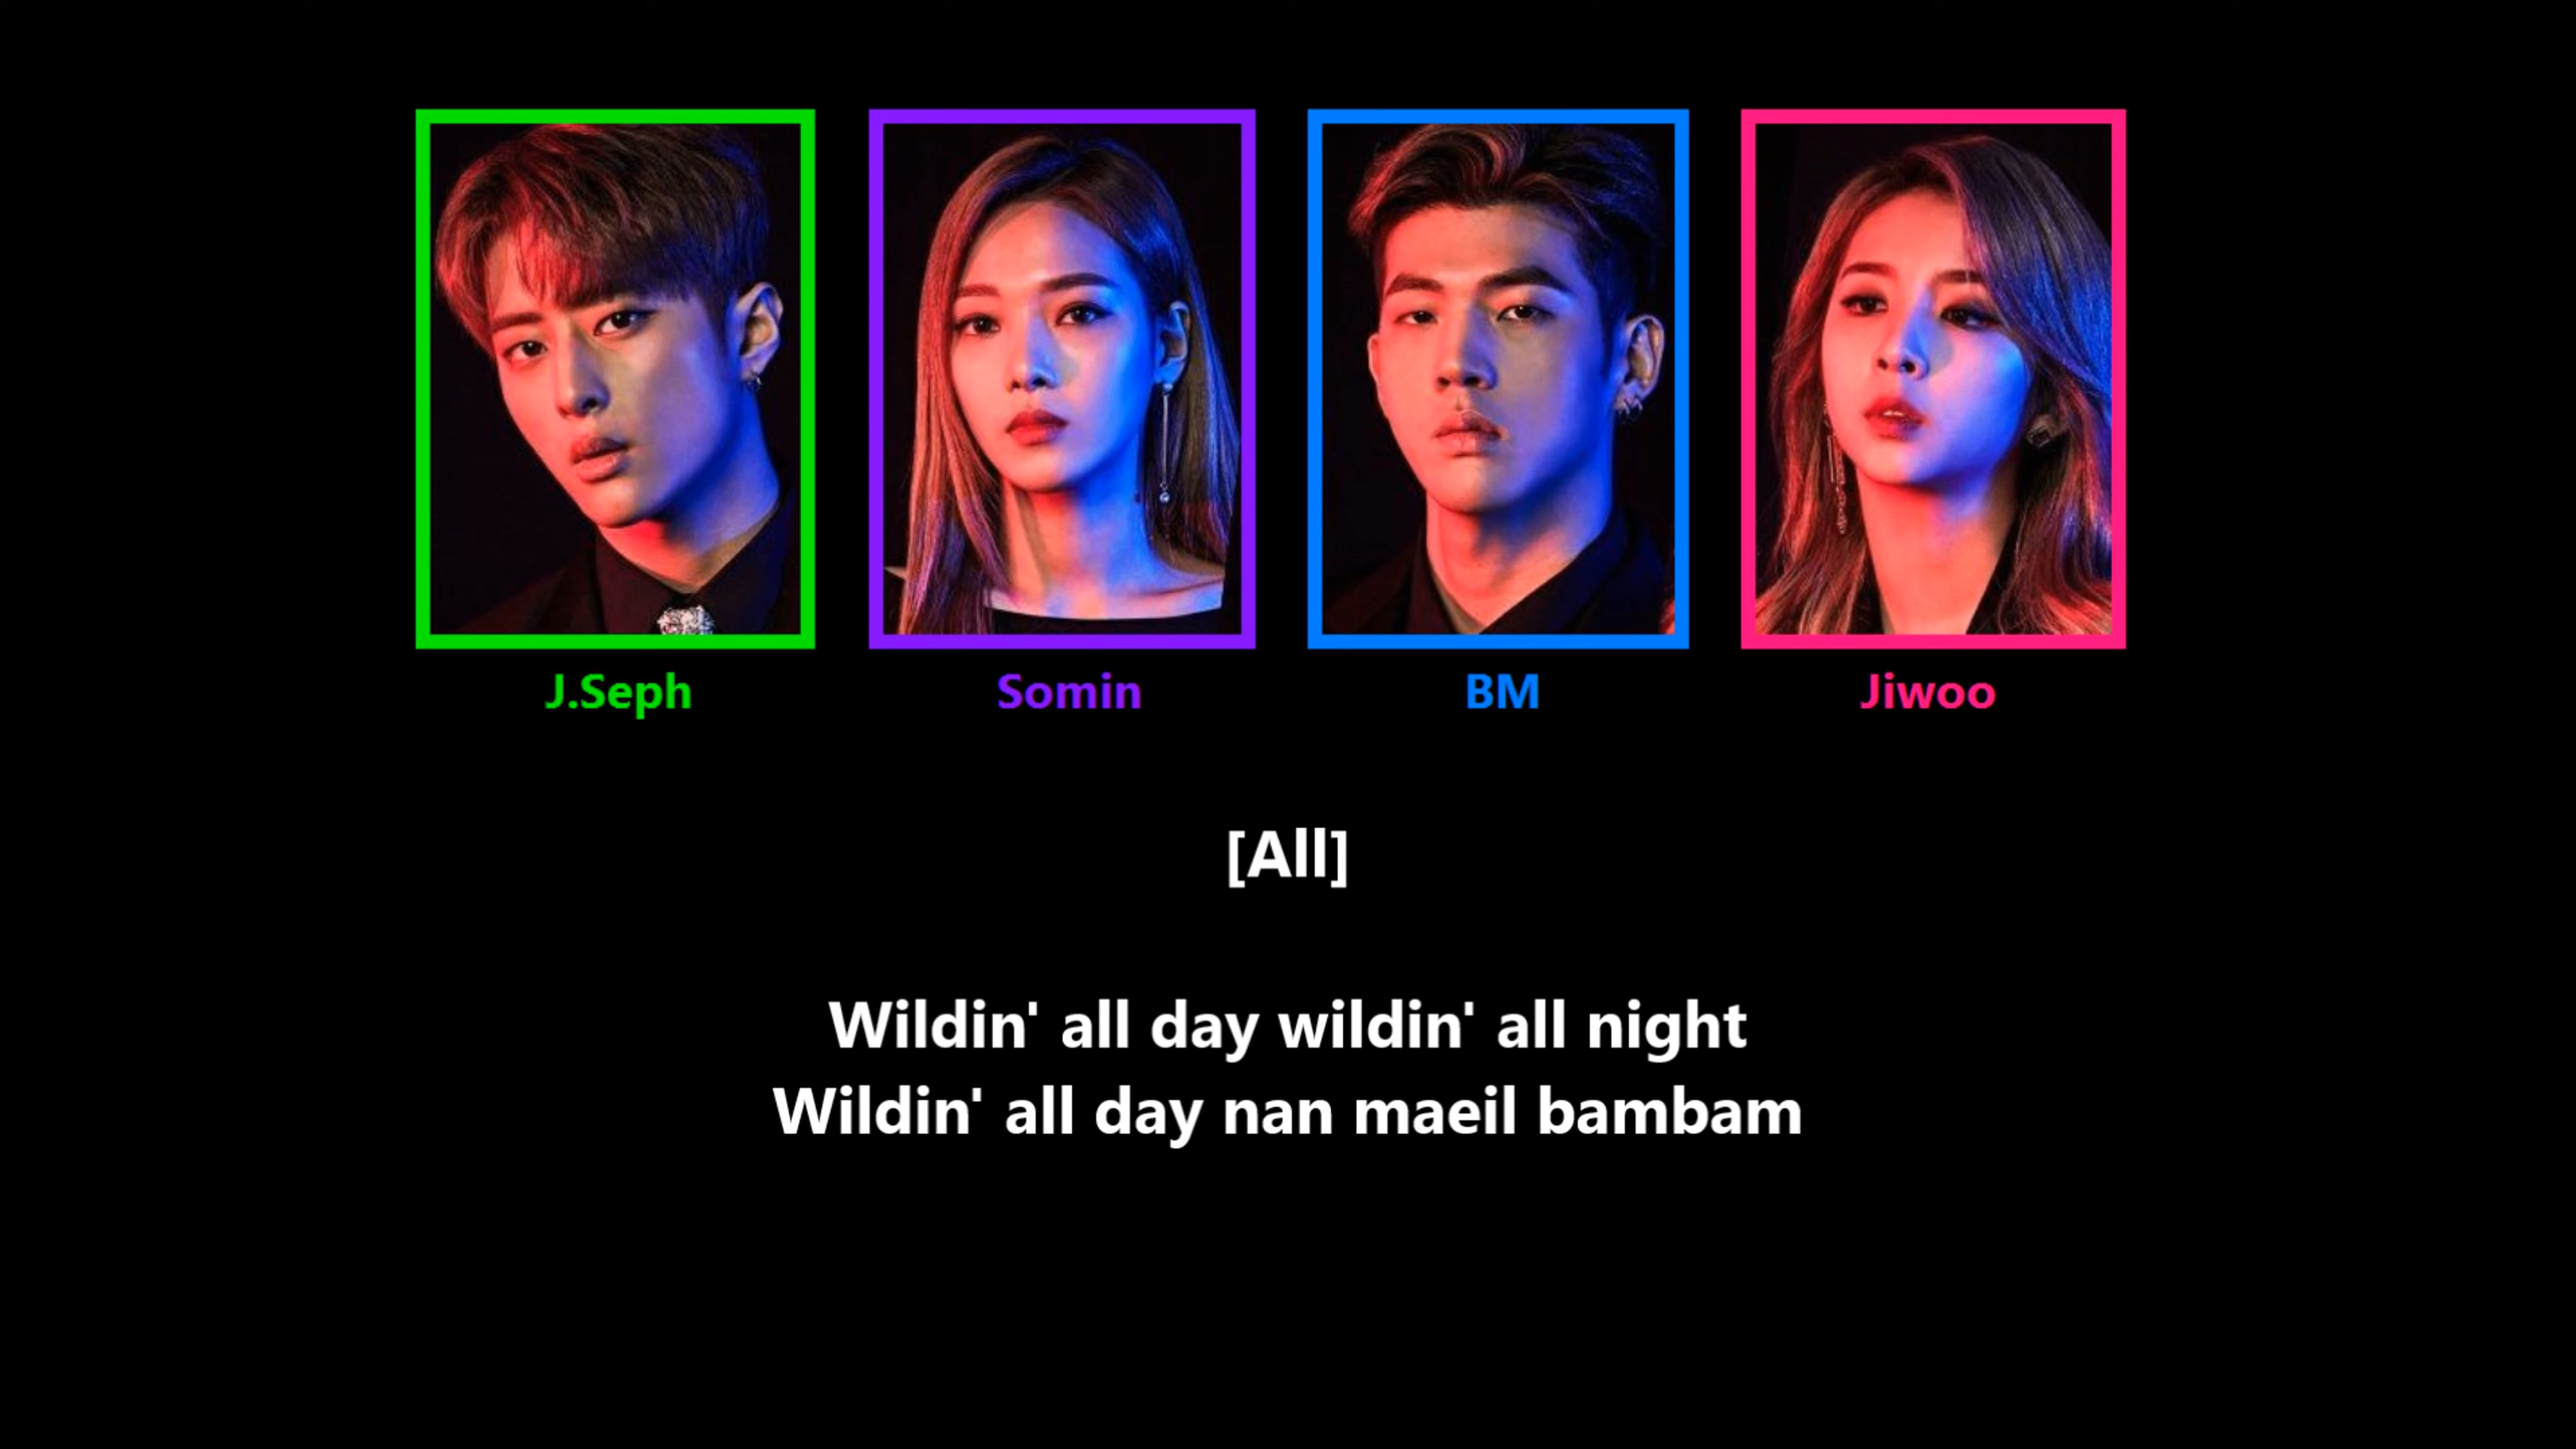 J.Seph
Somin
BM
Jiwoo
[All]
Wildin' all day wildin' all night
Wildin' all day nan maeil bambam